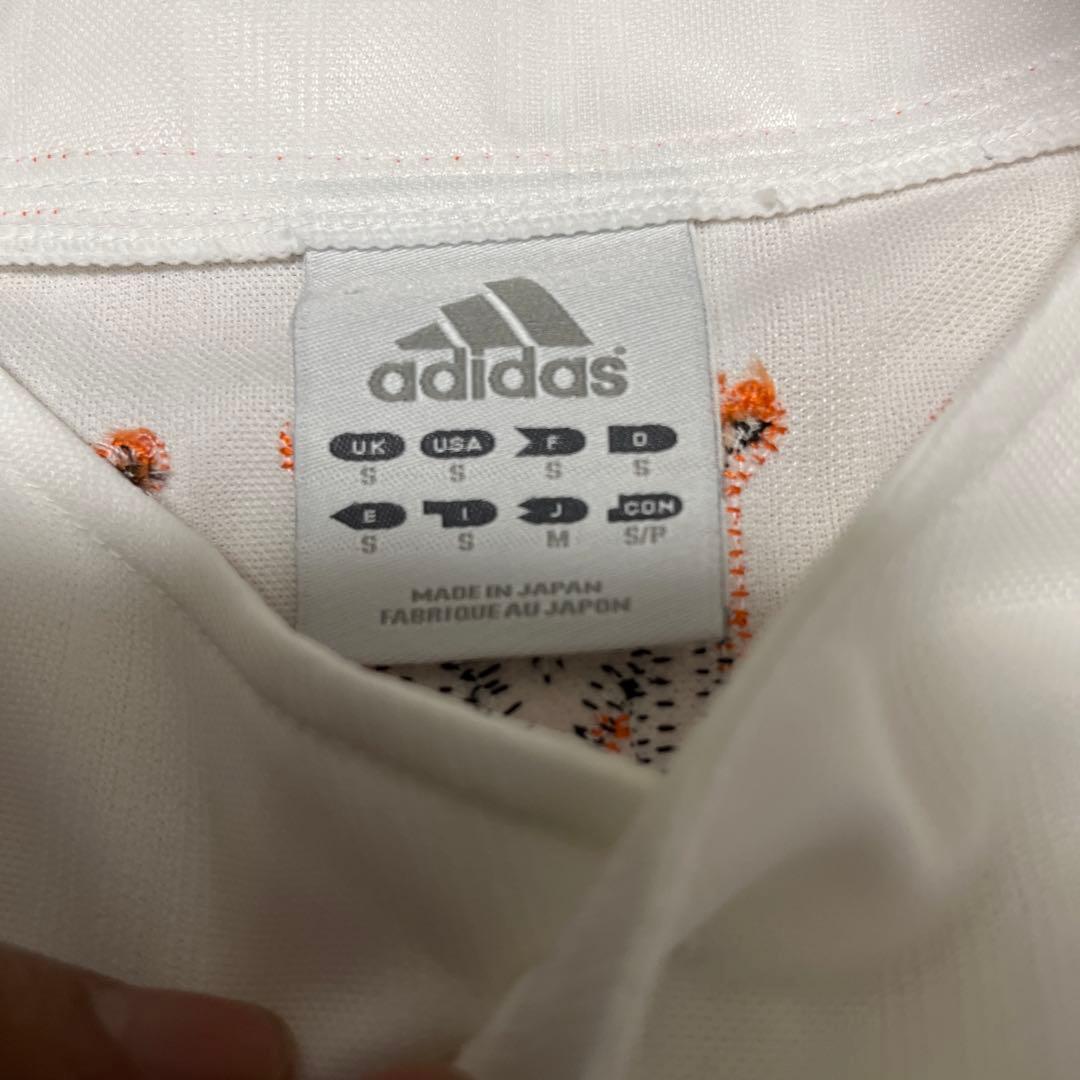 adidas
UK USA F D
S S S S
E I J CON
S S M S/P
MADE IN JAPAN
FABRIQUE AU JAPON